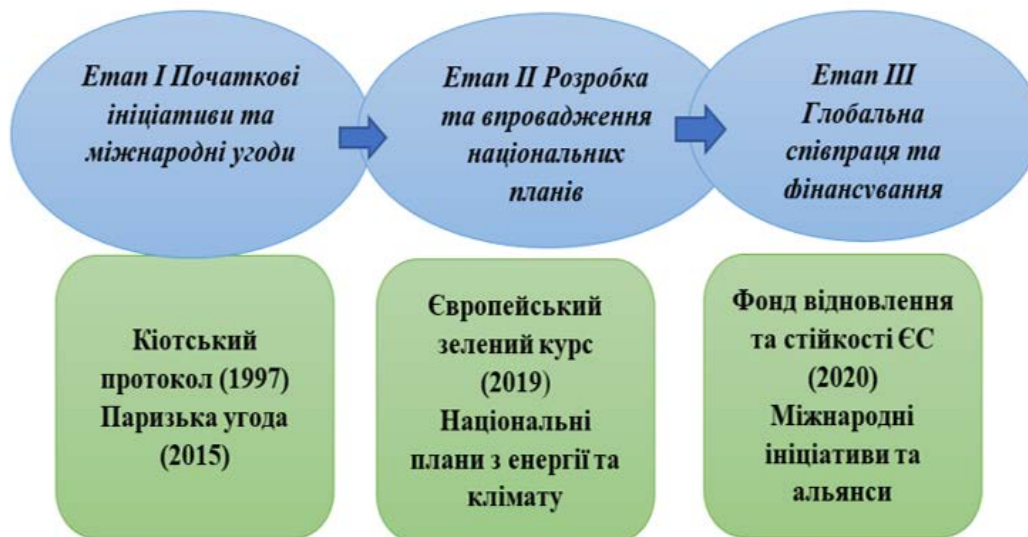 Етап І Початкові
ініціативи та
міжнародні угоди
Етап ІІ Розробка
та впровадження
національних
планів
Етап ІІІ
Глобальна
співпраця та
фінансування
Кіотський
протокол (1997)
Паризька угода
(2015)
Європейський
зелений курс
(2019)
Національні
плани з енергії та
клімату
Фонд відновлення
та стійкості ЄС
(2020)
Міжнародні
ініціативи та
альянси